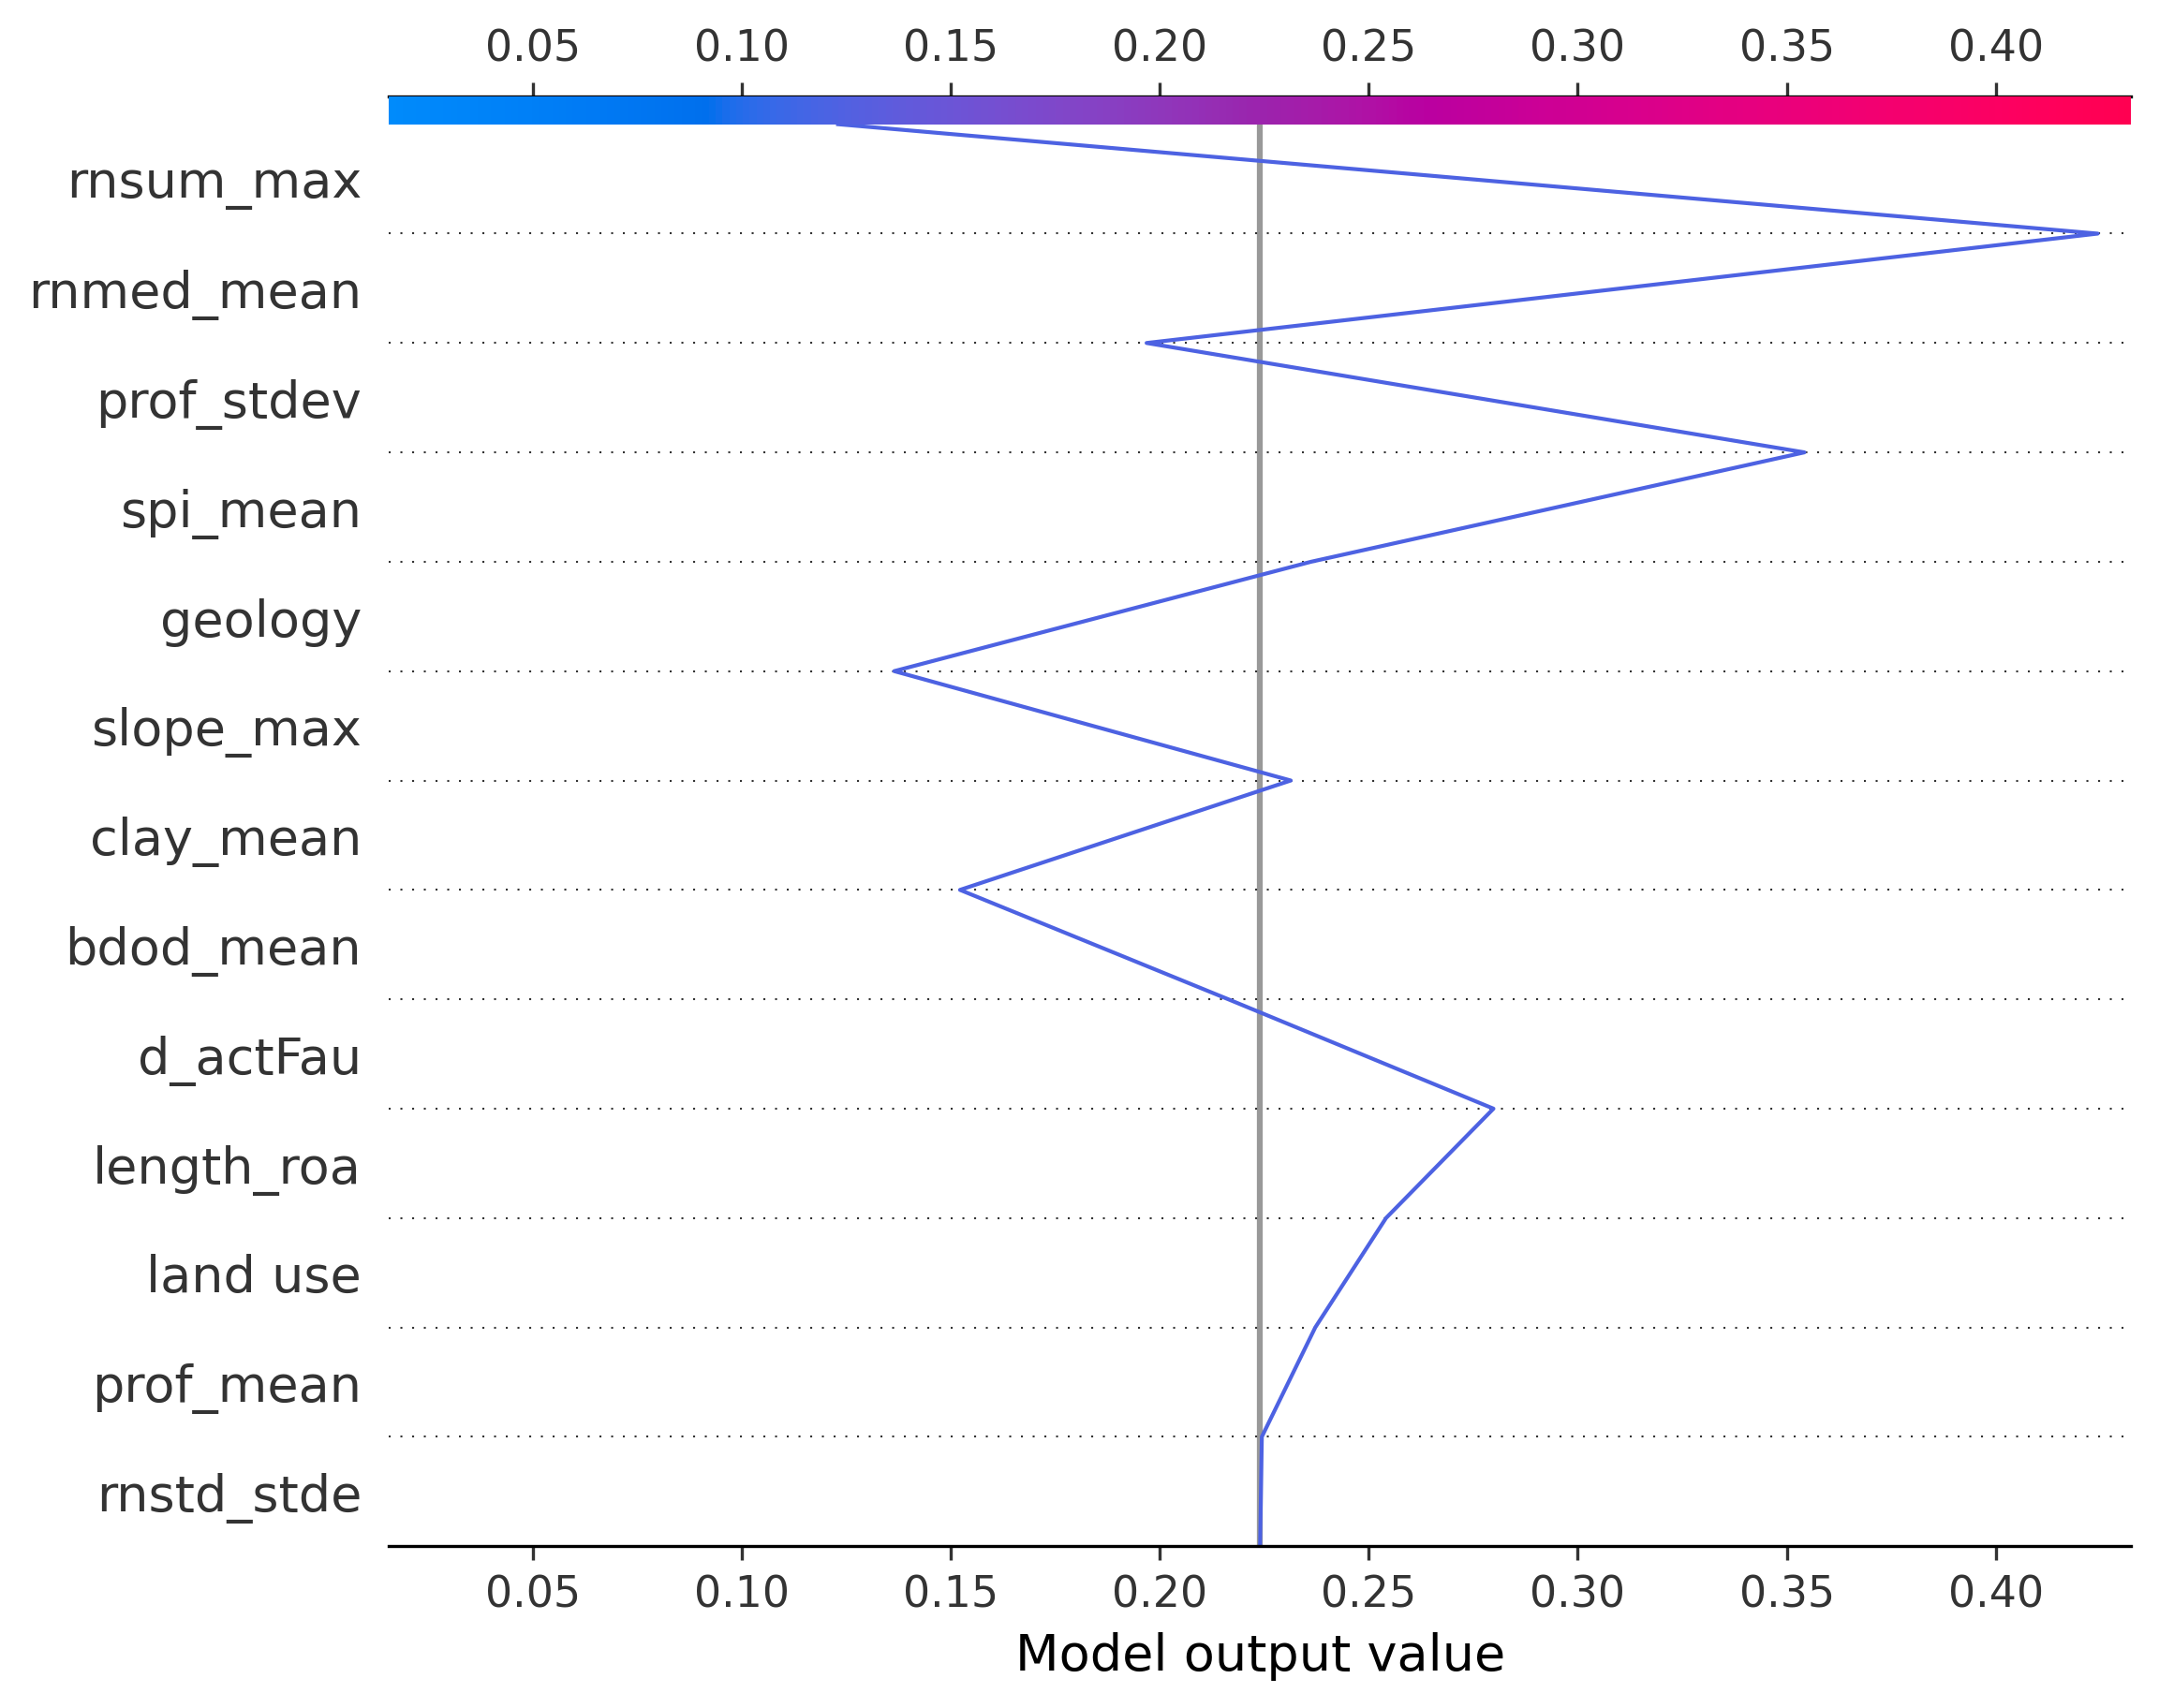 0.05 0.10 0.15 0.20 0.25 0.30 0.35 0.40
rnsum_max
rnmed_mean
prof_stdev
spi_mean
geology
slope_max
clay_mean
bdod_mean
d_actFau
length_roa
land use
prof_mean
rnstd_stde
0.05 0.10 0.15 0.20 0.25 0.30 0.35 0.40
Model output value